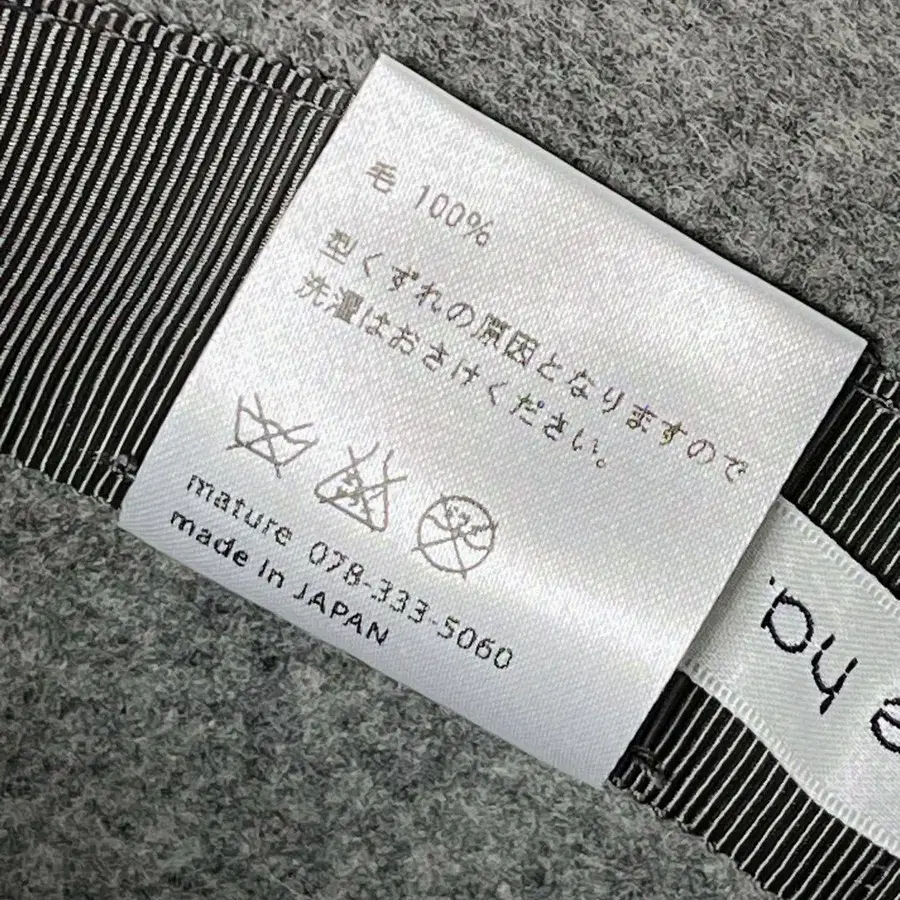 毛 100%
型くずれの原因となりますので
洗濯はおさけください。
mature 078-333-5060
made in JAPAN
ha.